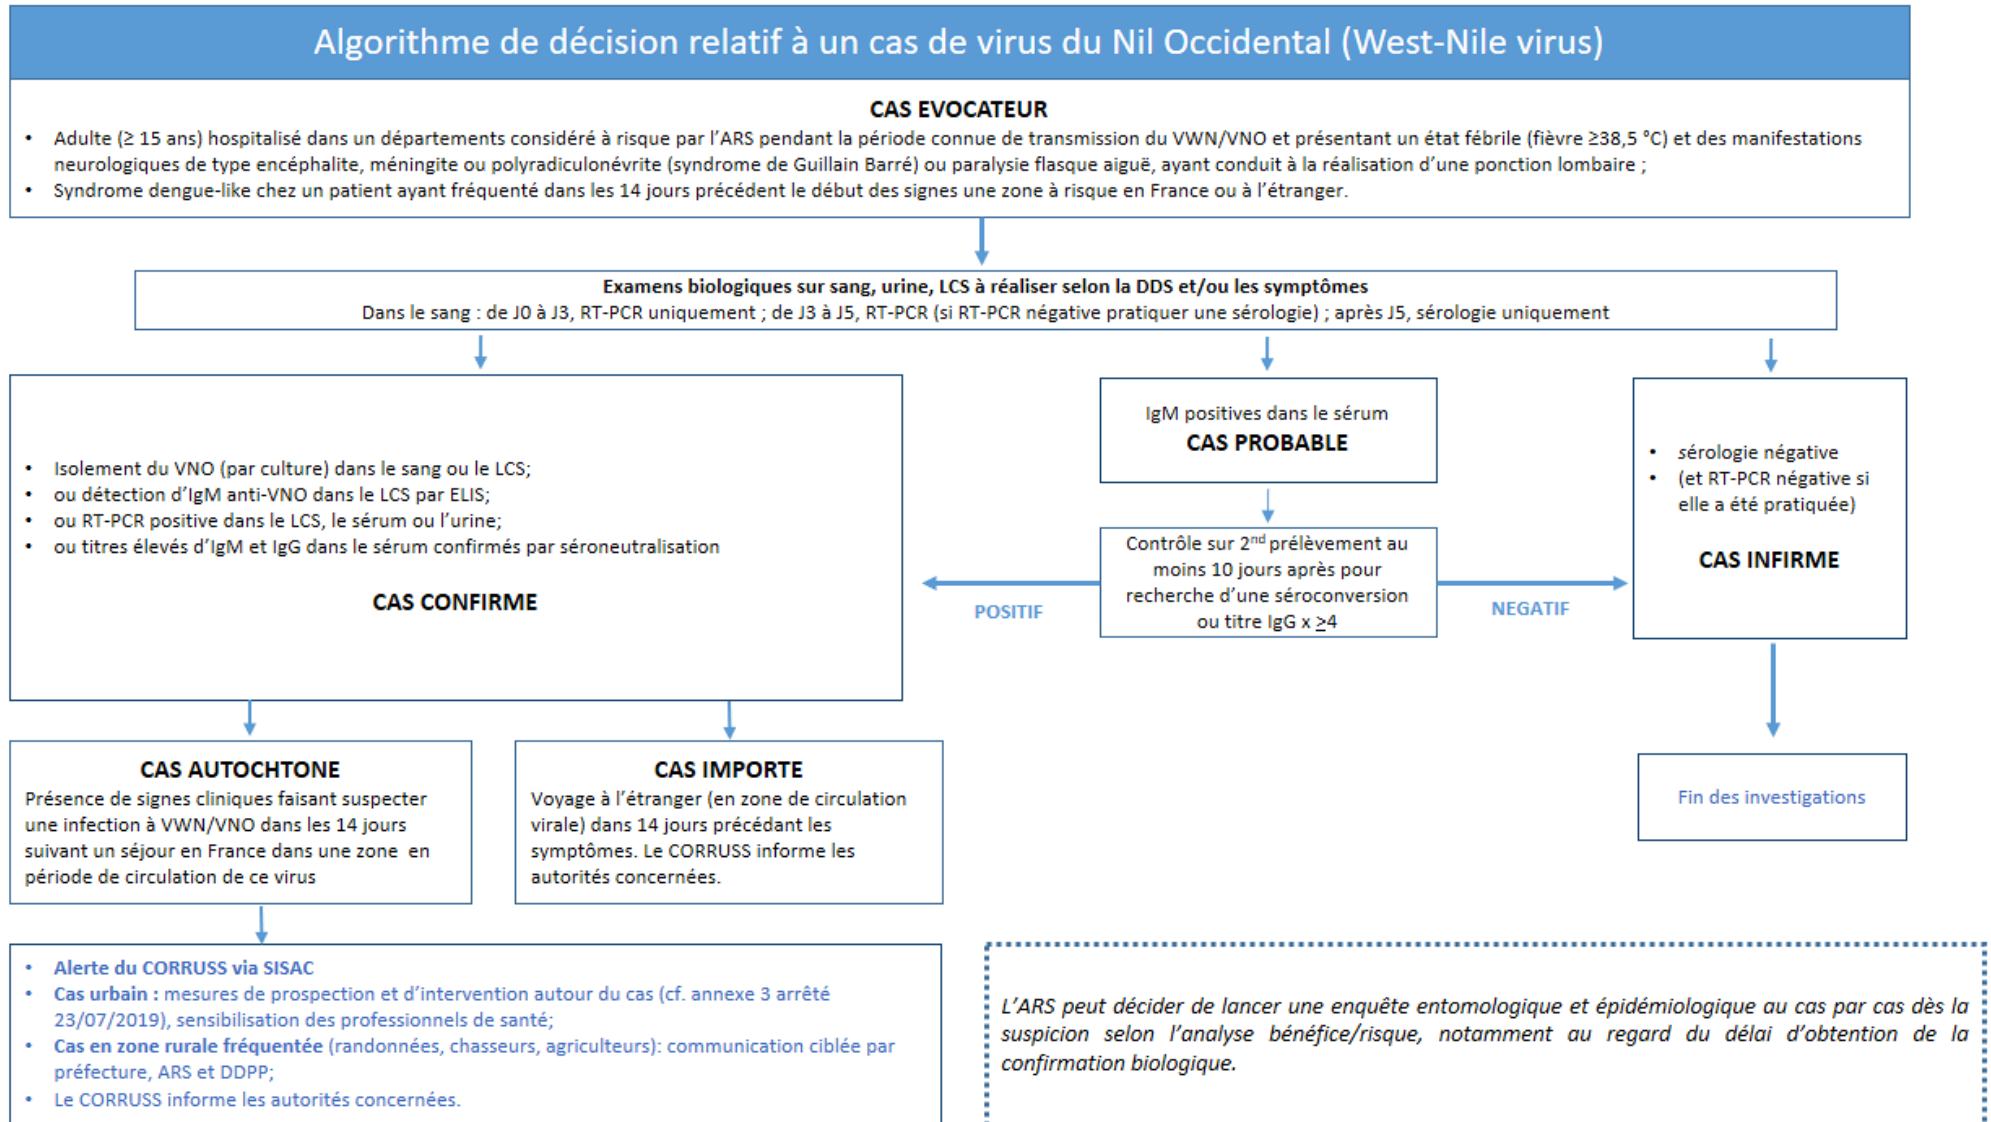 Algorithme de décision relatif à un cas de virus du Nil Occidental (West-Nile virus)
CAS EVOCATEUR
• Adulte (≥ 15 ans) hospitalisé dans un départements considéré à risque par l'ARS pendant la période connue de transmission du VWN/VNO et présentant un état fébrile (fièvre ≥38,5 °C) et des manifestations
neurologiques de type encéphalite, méningite ou polyradiculonévrite (syndrome de Guillain Barré) ou paralysie flasque aiguë, ayant conduit à la réalisation d'une ponction lombaire ;
• Syndrome dengue-like chez un patient ayant fréquenté dans les 14 jours précédent le début des signes une zone à risque en France ou à l'étranger.
Examens biologiques sur sang, urine, LCS à réaliser selon la DDS et/ou les symptômes
Dans le sang : de J0 à J3, RT-PCR uniquement ; de J3 à J5, RT-PCR (si RT-PCR négative pratiquer une sérologie) ; après J5, sérologie uniquement
• Isolement du VNO (par culture) dans le sang ou le LCS;
• ou détection d'IgM anti-VNO dans le LCS par ELIS;
• ou RT-PCR positive dans le LCS, le sérum ou l'urine;
• ou titres élevés d'IgM et IgG dans le sérum confirmés par séroneutralisation
CAS CONFIRME
IgM positives dans le sérum
CAS PROBABLE
Contrôle sur 2nd prélèvement au
moins 10 jours après pour
recherche d'une séroconversion
ou titre IgG x ≥4
POSITIF
NEGATIF
• sérologie négative
• (et RT-PCR négative si
elle a été pratiquée)
CAS INFIRME
Fin des investigations
CAS AUTOCHTONE
Présence de signes cliniques faisant suspecter
une infection à VWN/VNO dans les 14 jours
suivant un séjour en France dans une zone en
période de circulation de ce virus
CAS IMPORTE
Voyage à l'étranger (en zone de circulation
virale) dans 14 jours précédant les
symptômes. Le CORRUSS informe les
autorités concernées.
• Alerte du CORRUSS via SISAC
• Cas urbain : mesures de prospection et d'intervention autour du cas (cf. annexe 3 arrêté
23/07/2019), sensibilisation des professionnels de santé;
• Cas en zone rurale fréquentée (randonnées, chasseurs, agriculteurs): communication ciblée par
préfecture, ARS et DDPP;
• Le CORRUSS informe les autorités concernées.
L'ARS peut décider de lancer une enquête entomologique et épidémiologique au cas par cas dès la
suspicion selon l'analyse bénéfice/risque, notamment au regard du délai d'obtention de la
confirmation biologique.